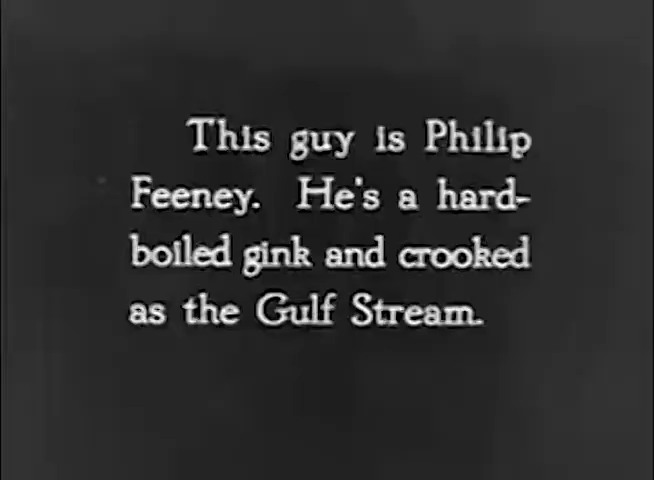 This guy is Philip
Feeney. He's a hard-
boiled gink and crooked
as the Gulf Stream.